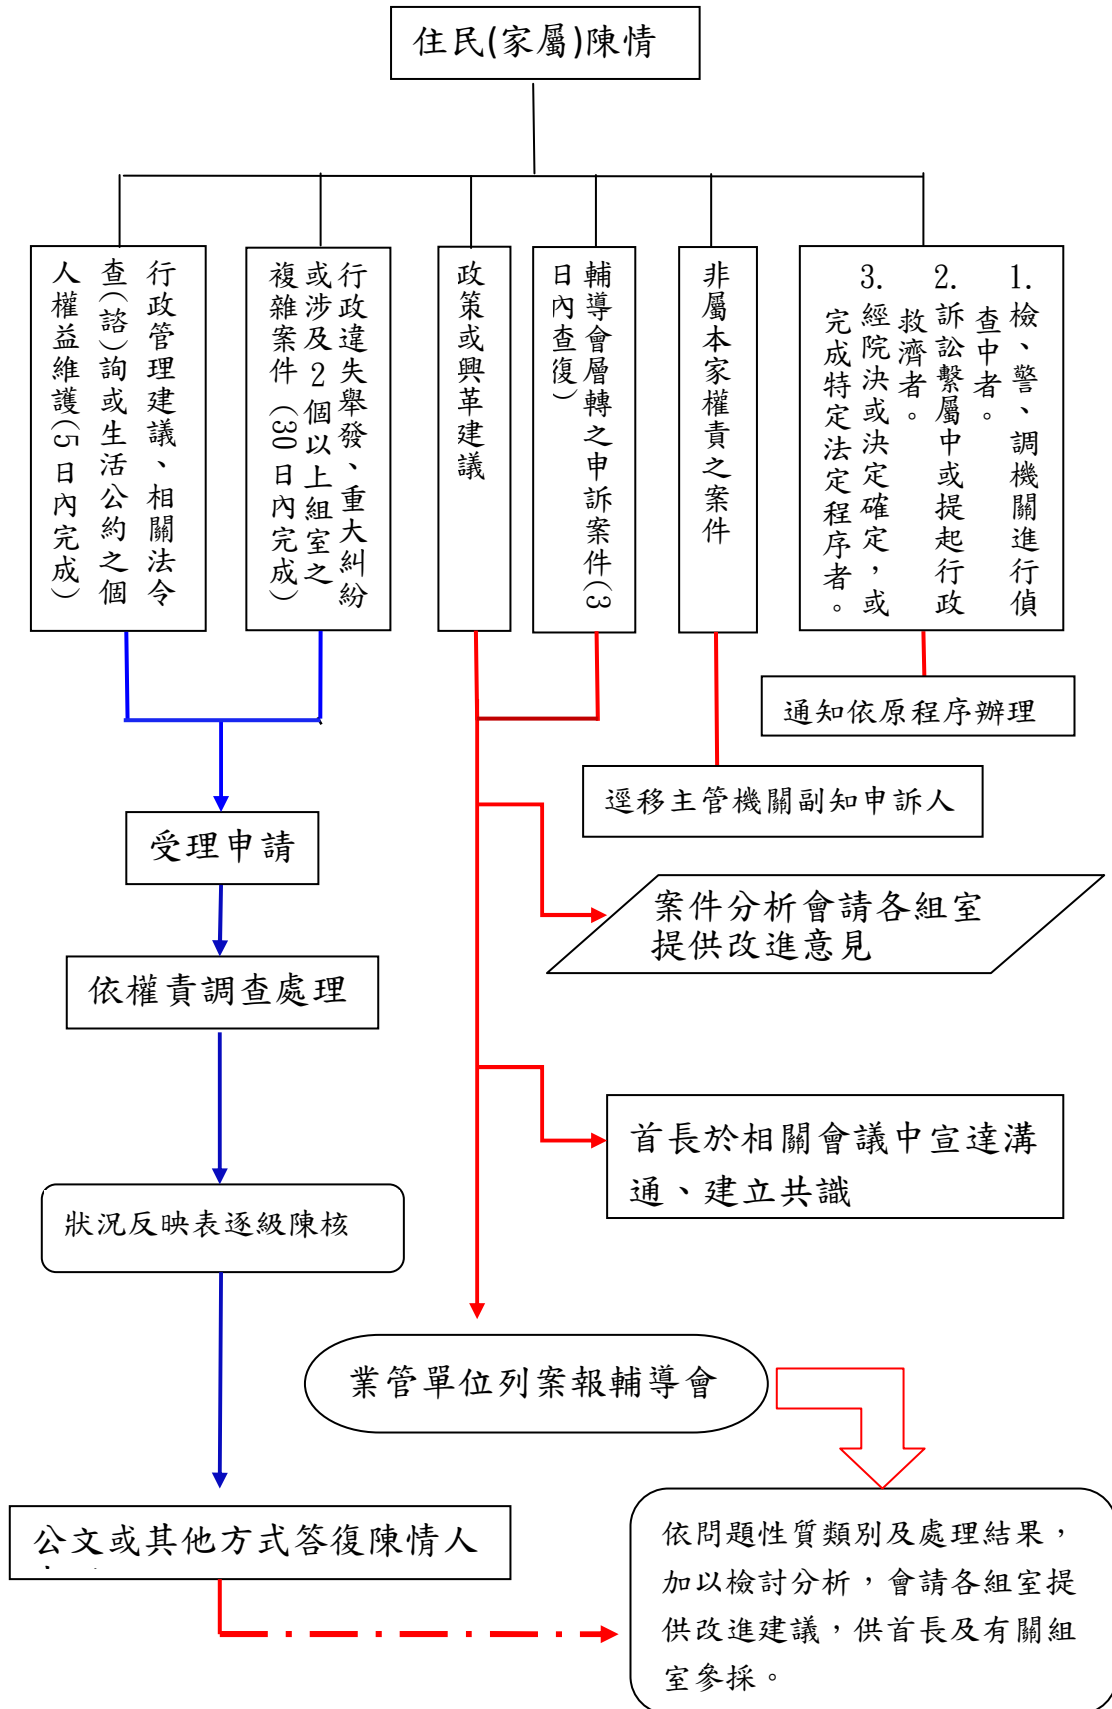 住民(家屬)陳情
行政管理建議、相關法令
查(諮)詢或生活公約之個
人權益維護(5日內完成)
行政違失舉發、重大糾紛
或涉及2個以上組室之
複雜案件(30日內完成)
政策或興革建議
輔導會層轉之申訴案件(3
日內查復)
非屬本家權責之案件
1.檢、警、調機關進行偵
查中者。
2.訴訟繫屬中或提起行政
救濟者。
3.經院決或決定確定，或
完成特定法定程序者。
通知依原程序辦理
逕移主管機關副知申訴人
受理申請
案件分析會請各組室
提供改進意見
依權責調查處理
首長於相關會議中宣達溝
通、建立共識
狀況反映表逐級陳核
業管單位列案報輔導會
公文或其他方式答復陳情人
依問題性質類別及處理結果，
加以檢討分析，會請各組室提
供改進建議，供首長及有關組
室參採。